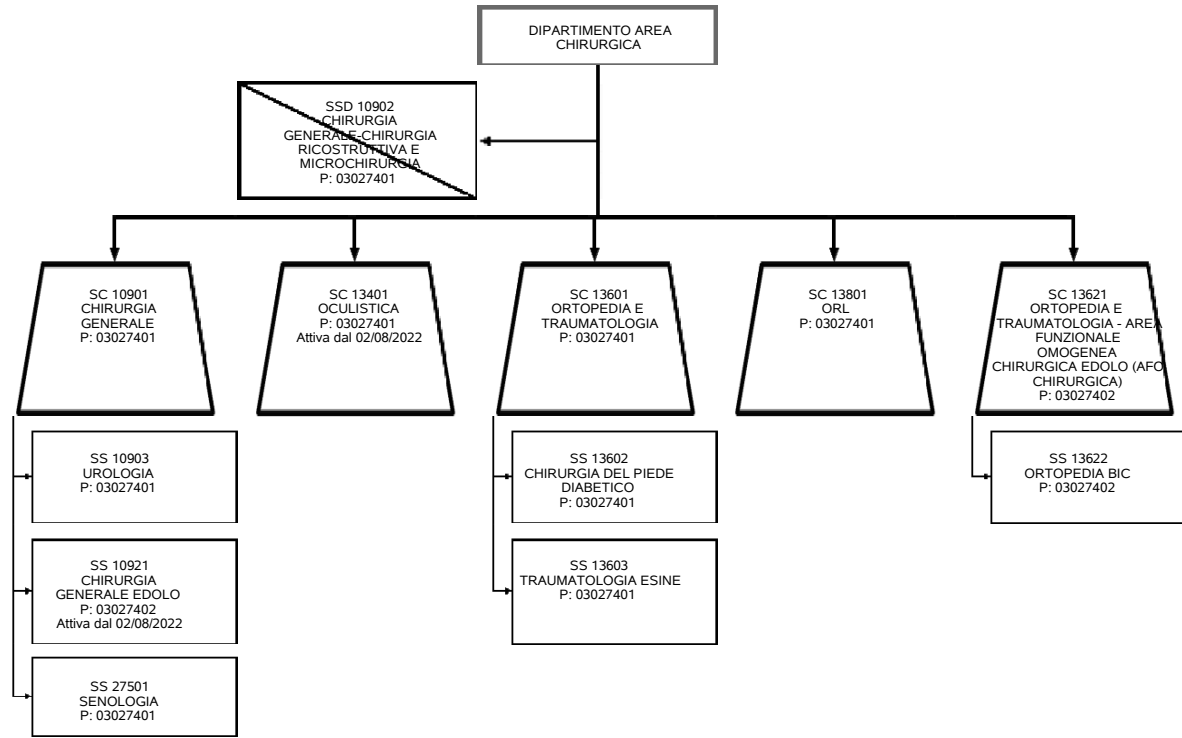 DIPARTIMENTO AREA
CHIRURGICA
SSD 10902
CHIRURGIA
GENERALE-CHIRURGIA
RICOSTRUTTIVA E
MICROCHIRURGIA
P: 03027401
SC 10901
CHIRURGIA
GENERALE
P: 03027401
SC 13401
OCULISTICA
P: 03027401
Attiva dal 02/08/2022
SC 13601
ORTOPEDIA E
TRAUMATOLOGIA
P: 03027401
SC 13801
ORL
P: 03027401
SC 13621
ORTOPEDIA E
TRAUMATOLOGIA - AREA
FUNZIONALE
OMOGENEA
CHIRURGICA EDOLO (AFO
CHIRURGICA)
P: 03027402
SS 10903
UROLOGIA
P: 03027401
SS 10921
CHIRURGIA
GENERALE EDOLO
P: 03027402
Attiva dal 02/08/2022
SS 27501
SENOLOGIA
P: 03027401
SS 13602
CHIRURGIA DEL PIEDE
DIABETICO
P: 03027401
SS 13603
TRAUMATOLOGIA ESINE
P: 03027401
SS 13622
ORTOPEDIA BIC
P: 03027402